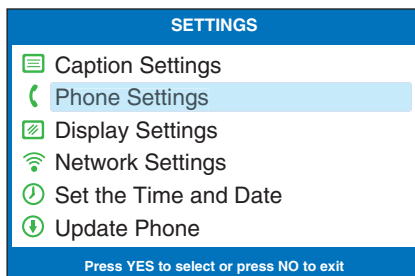 SETTINGS
Caption Settings
Phone Settings
Display Settings
Network Settings
Set the Time and Date
Update Phone
Press YES to select or press NO to exit